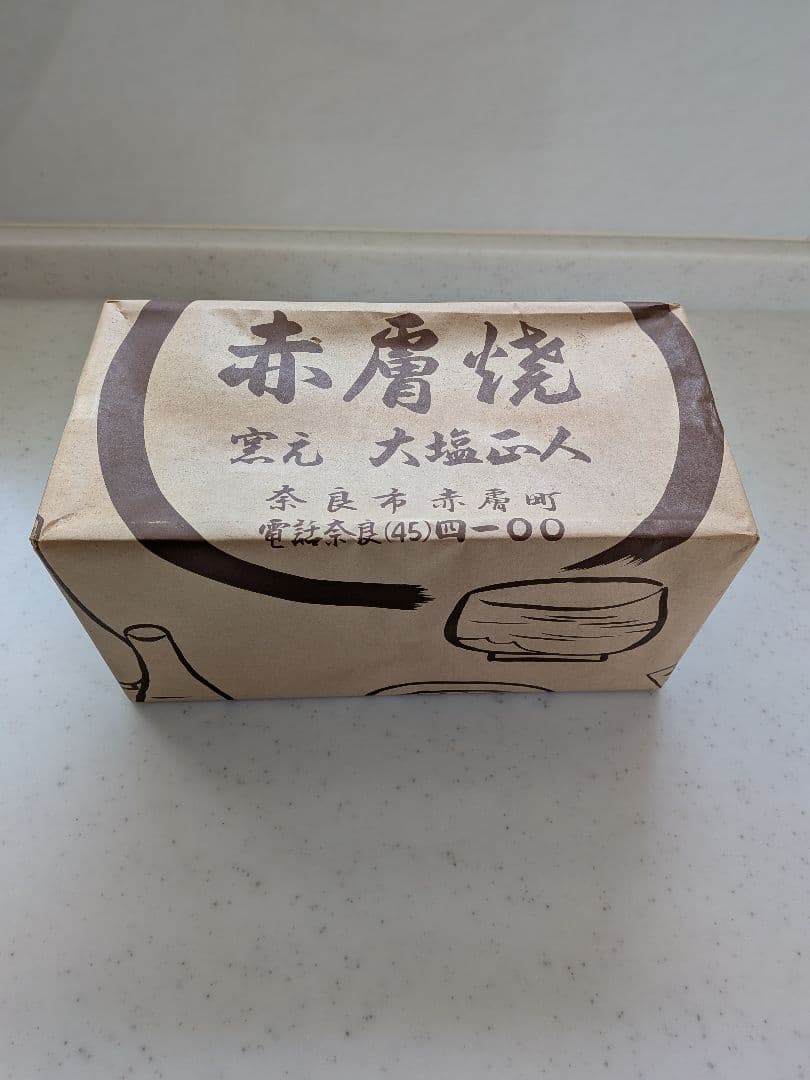 赤膚焼
窯元 大塩正人
奈良市赤膚町
電話奈良(45)四一〇〇